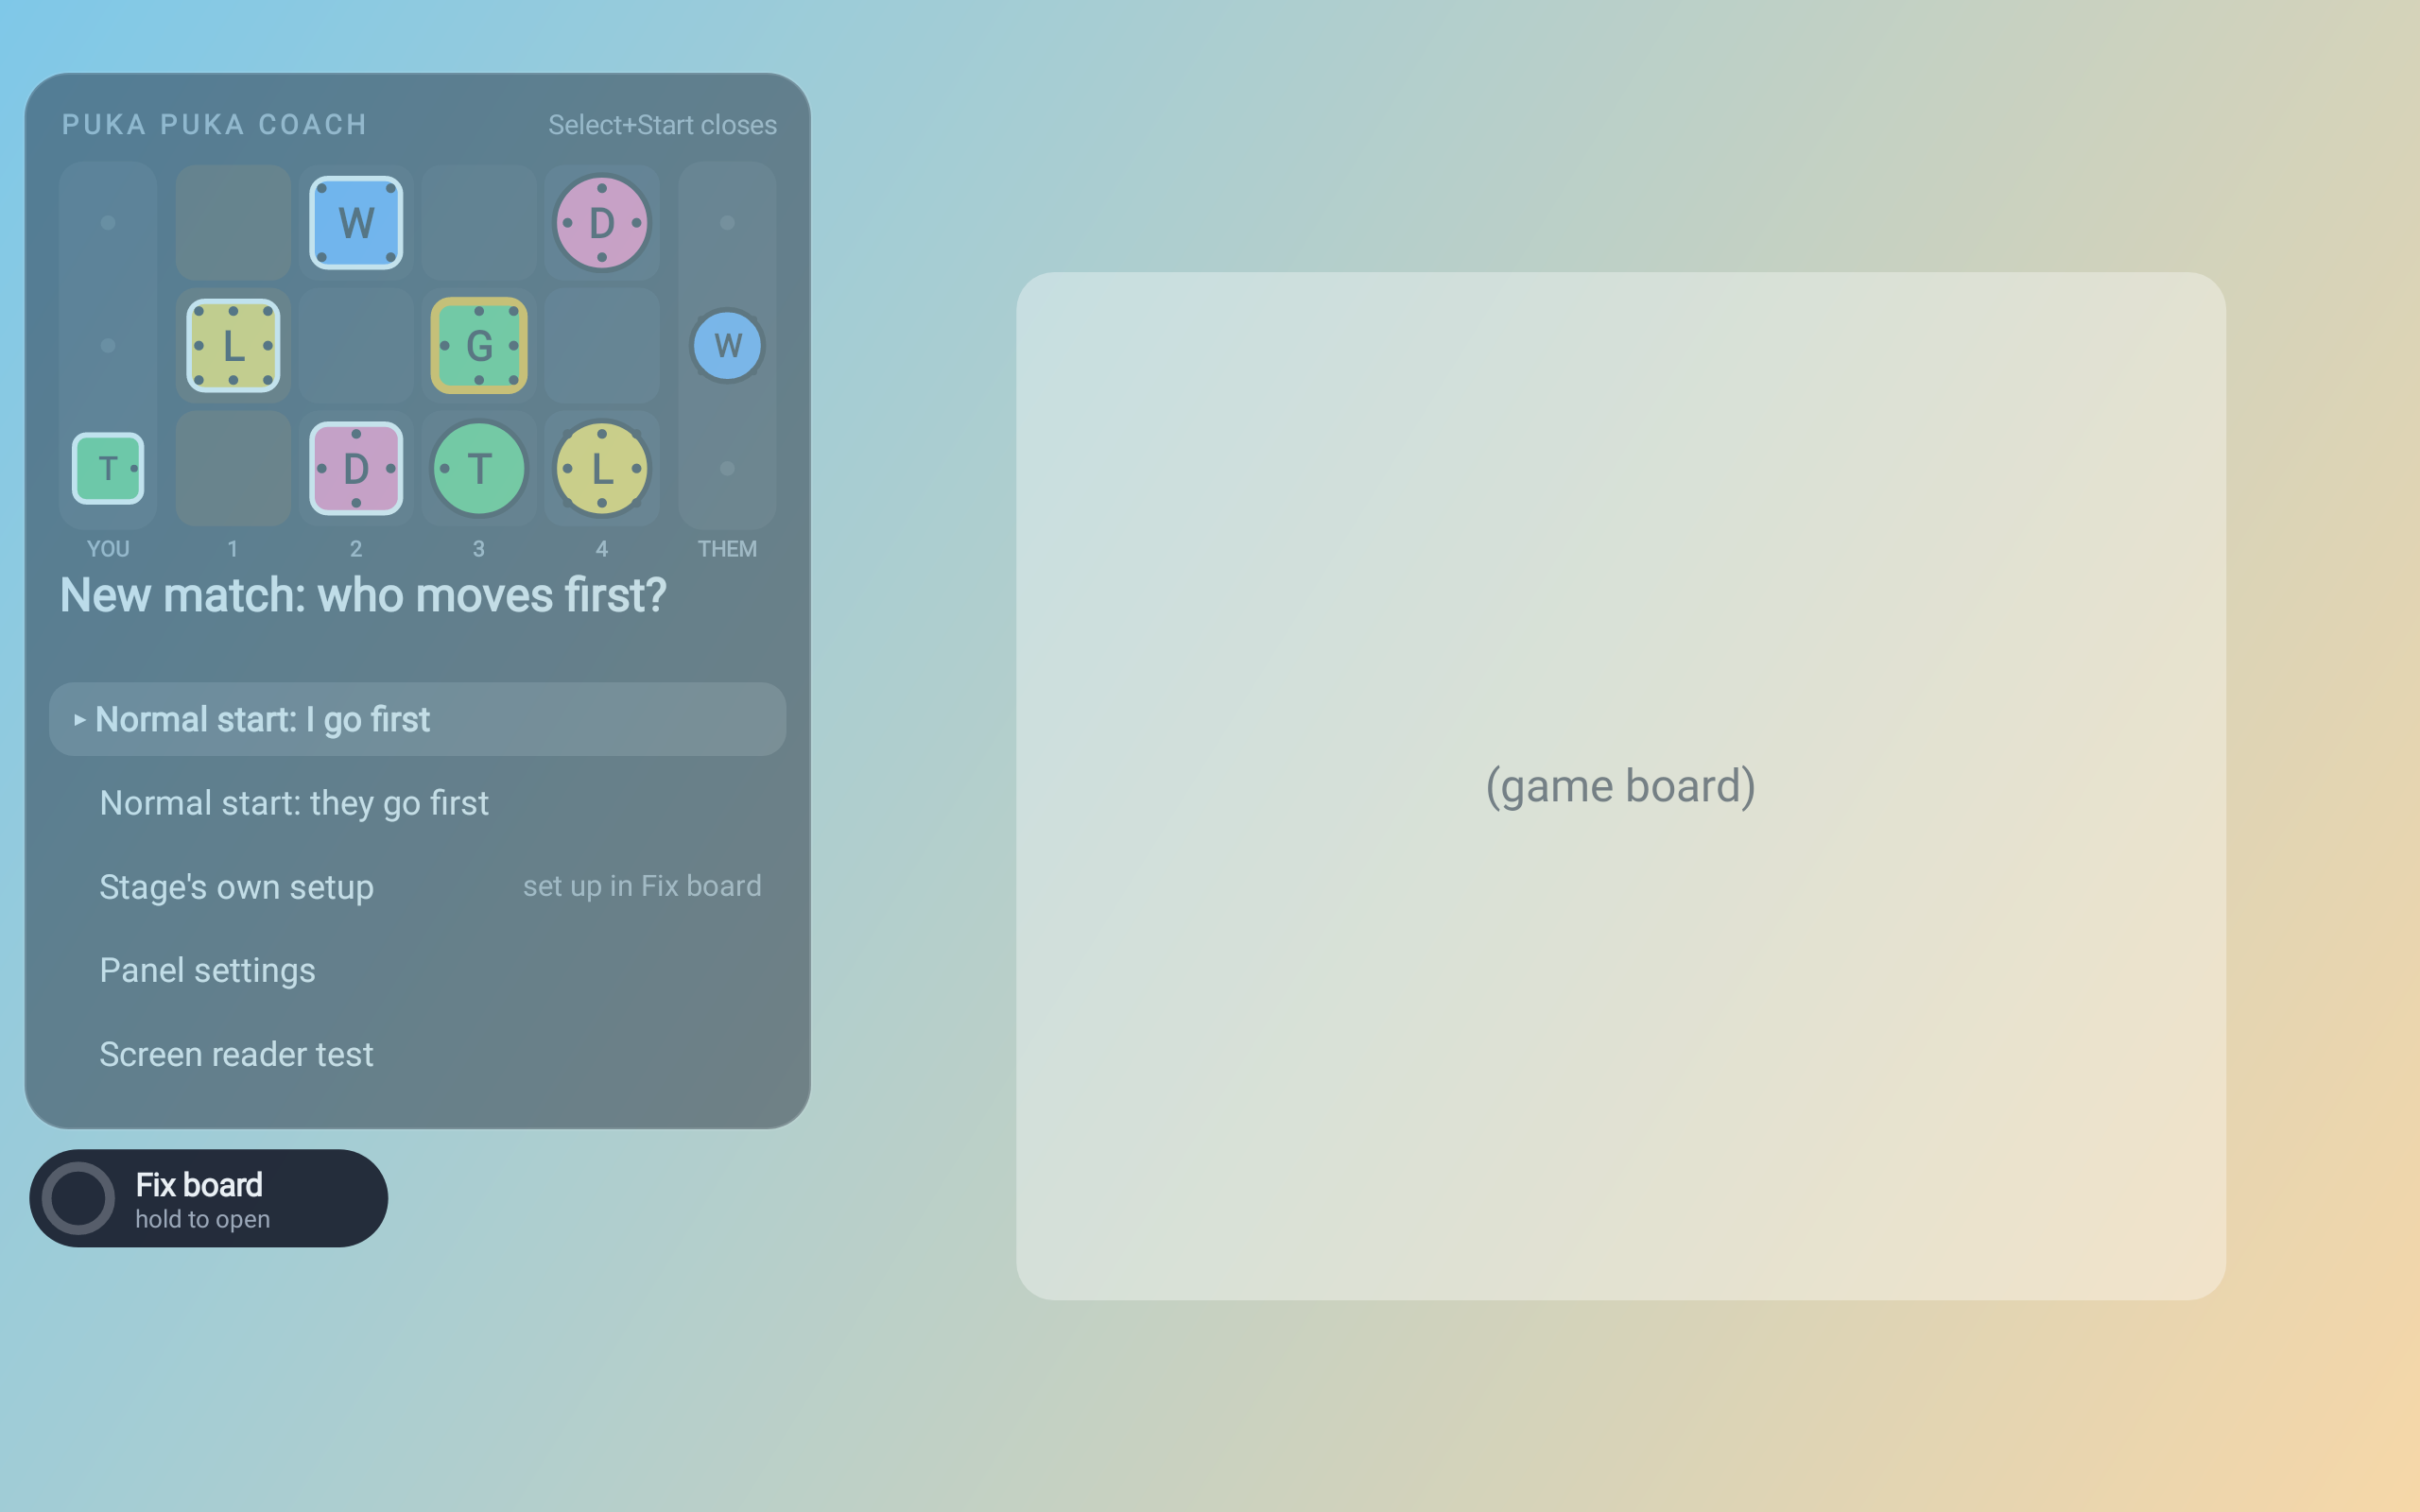 PUKA PUKA COACH
Select+Start closes
W D
L G W
T D T L
YOU 1 2 3 4 THEM
New match: who moves first?
▸ Normal start: I go first
Normal start: they go first
Stage's own setup set up in Fix board
Panel settings
Screen reader test
Fix board
hold to open
(game board)